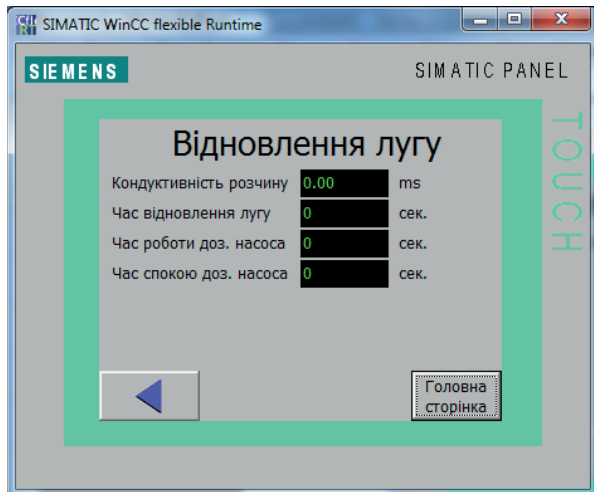 SIMATIC WinCC flexible Runtime
SIEMENS
SIMATIC PANEL
TOUCH
Відновлення лугу
Кондуктивність розчину 0.00 ms
Час відновлення лугу 0 сек.
Час роботи доз. насоса 0 сек.
Час спокою доз. насоса 0 сек.
Головна
сторінка